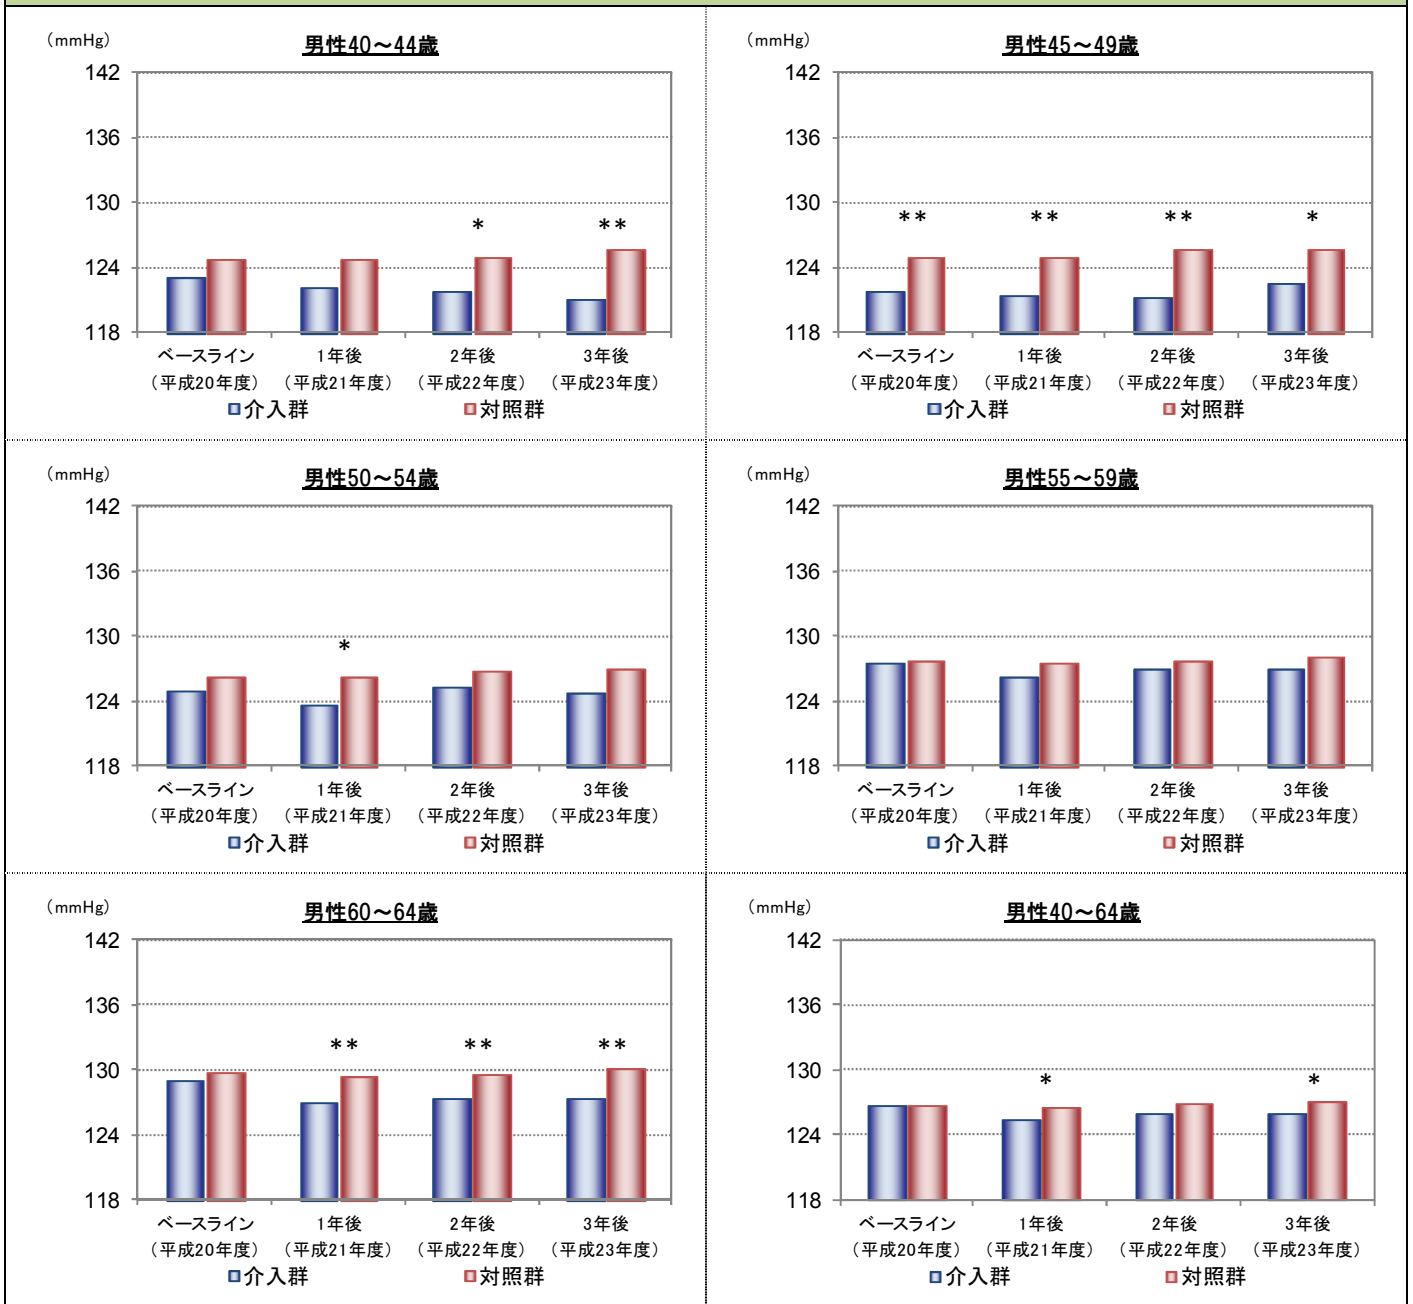 （mmHg）
男性40～44歳
142
136
130
124
118
*
**
ベースライン 1年後 2年後 3年後
（平成20年度） （平成21年度） （平成22年度） （平成23年度）
介入群 対照群
（mmHg）
男性45～49歳
142
136
130
124
118
** ** ** *
ベースライン 1年後 2年後 3年後
（平成20年度） （平成21年度） （平成22年度） （平成23年度）
介入群 対照群
（mmHg）
男性50～54歳
142
136
130
124
118
*
ベースライン 1年後 2年後 3年後
（平成20年度） （平成21年度） （平成22年度） （平成23年度）
介入群 対照群
（mmHg）
男性55～59歳
142
136
130
124
118
ベースライン 1年後 2年後 3年後
（平成20年度） （平成21年度） （平成22年度） （平成23年度）
介入群 対照群
（mmHg）
男性60～64歳
142
136
130
124
118
** ** **
ベースライン 1年後 2年後 3年後
（平成20年度） （平成21年度） （平成22年度） （平成23年度）
介入群 対照群
（mmHg）
男性40～64歳
142
136
130
124
118
* *
ベースライン 1年後 2年後 3年後
（平成20年度） （平成21年度） （平成22年度） （平成23年度）
介入群 対照群